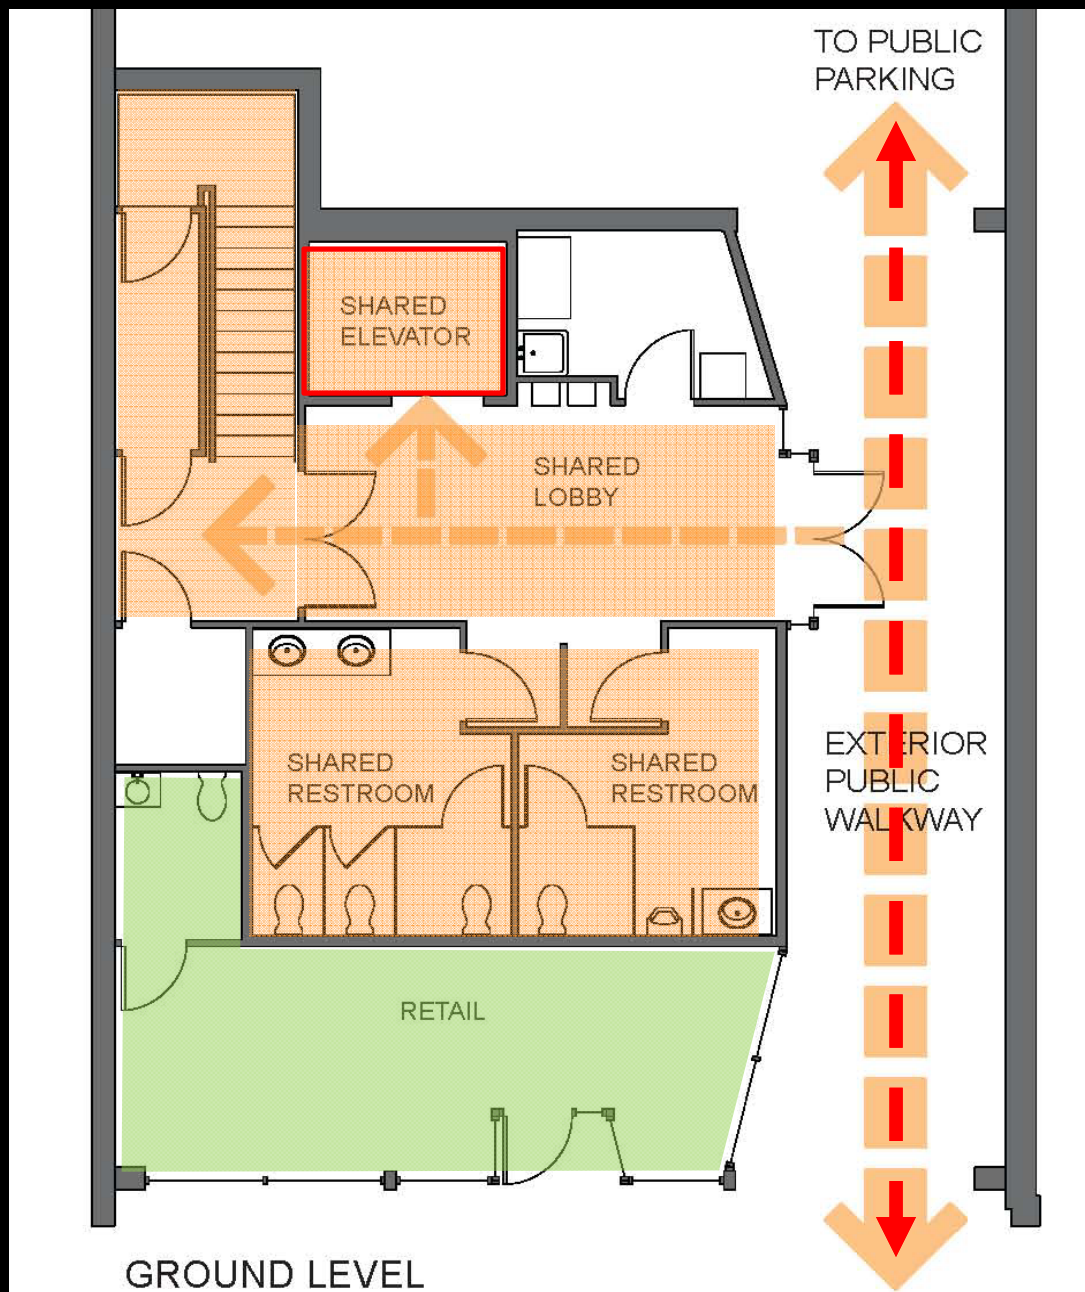 TO PUBLIC
PARKING
SHARED
ELEVATOR
SHARED
LOBBY
SHARED
RESTROOM
SHARED
RESTROOM
EXTERIOR
PUBLIC
WALKWAY
RETAIL
GROUND LEVEL